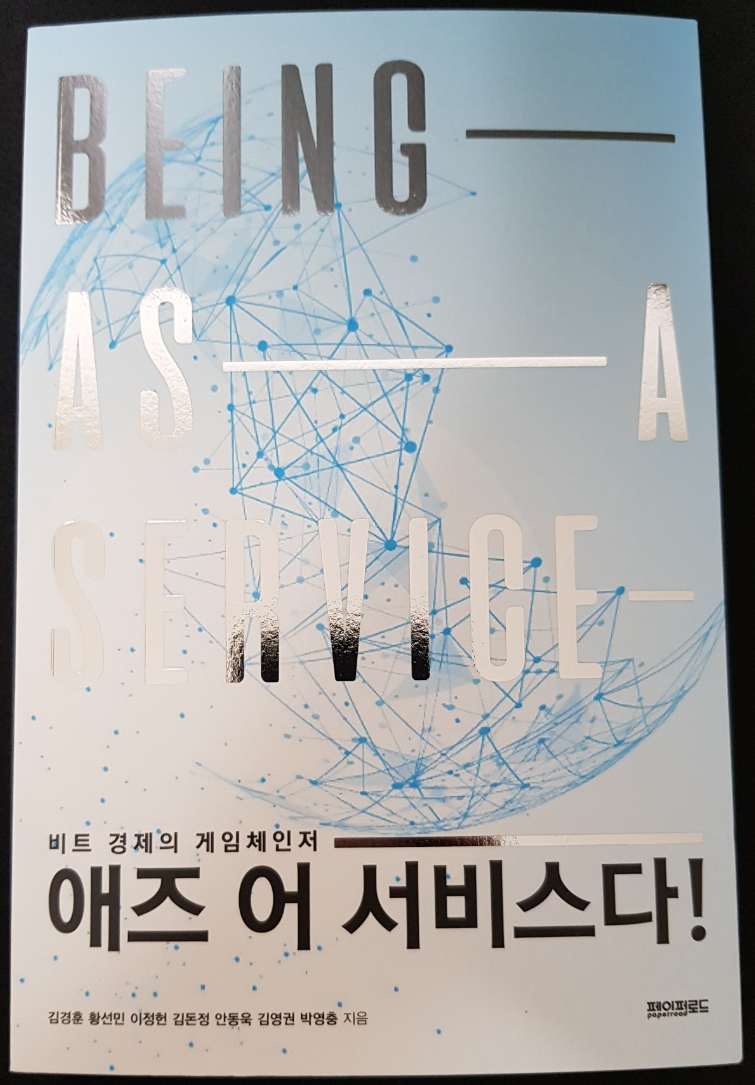 BEING
AS A
SERVICE
비트 경제의 게임체인저
애즈 어 서비스다!
김경훈 황선민 이정헌 김돈정 안동욱 김영권 박영충 지음
페이퍼로드
paperroad